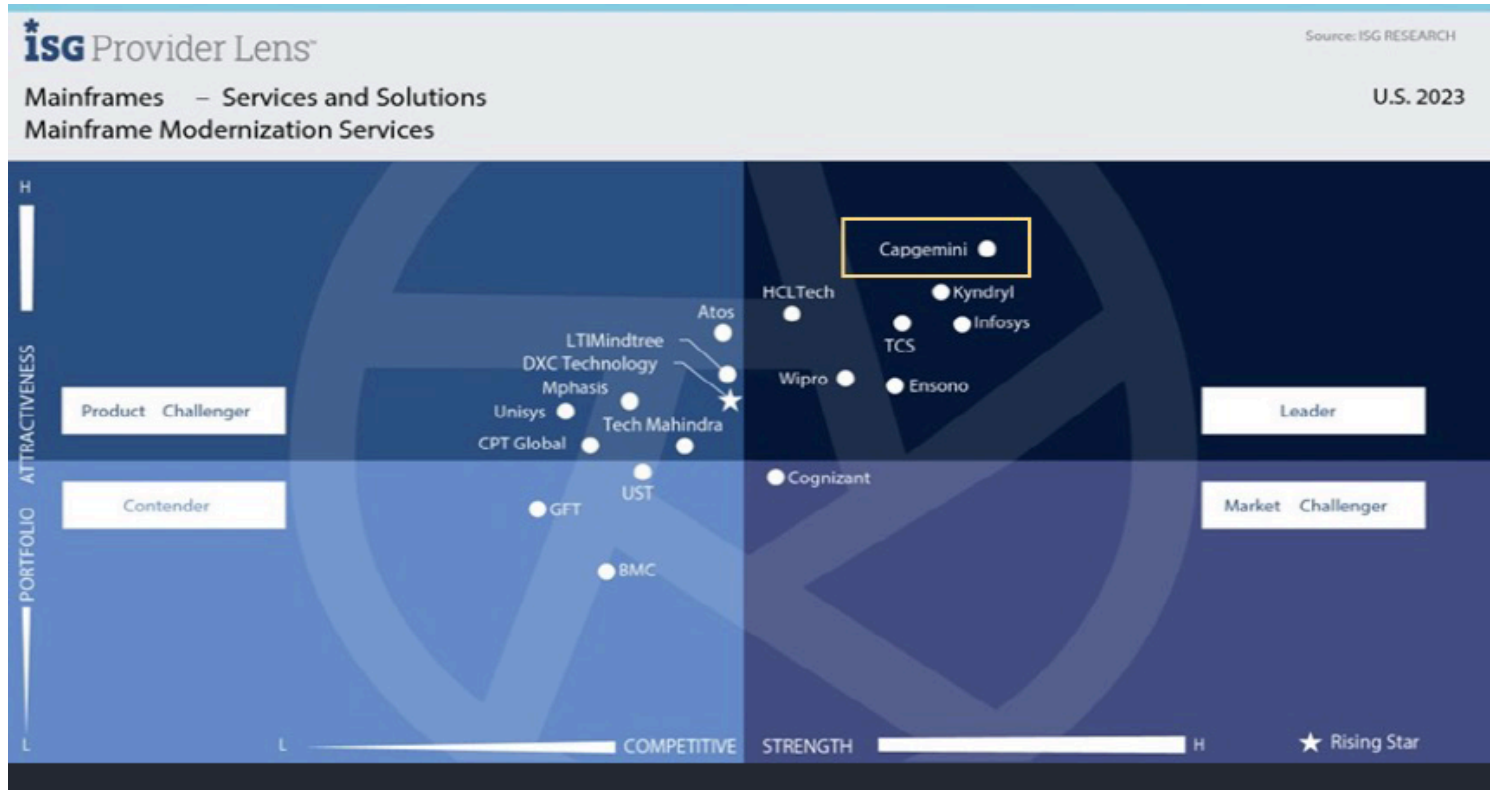 iSG Provider Lens™
Source: ISG RESEARCH
Mainframes – Services and Solutions
U.S. 2023
Mainframe Modernization Services
H
Capgemini
HCLTech
Kyndryl
Atos
Infosys
LTIMindtree
TCS
DXC Technology
Wipro
Ensono
Mphasis
Unisys
Product Challenger
Leader
Tech Mahindra
CPT Global
PORTFOLIO ATTRACTIVENESS
Cognizant
UST
Contender
GFT
Market Challenger
BMC
L
L
COMPETITIVE STRENGTH
H
Rising Star